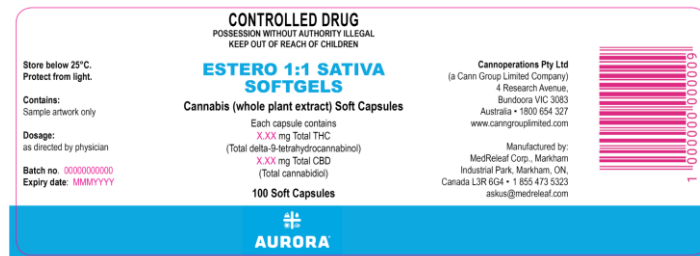 CONTROLLED DRUG
POSSESSION WITHOUT AUTHORITY ILLEGAL
KEEP OUT OF REACH OF CHILDREN
Store below 25°C.
Protect from light.
Contains:
Sample artwork only
Dosage:
as directed by physician
Batch no. 00000000000
Expiry date: MMMYYYY
ESTERO 1:1 SATIVA
SOFTGELS
Cannabis (whole plant extract) Soft Capsules
Each capsule contains
X.XX mg Total THC
(Total delta-9-tetrahydrocannabinol)
X.XX mg Total CBD
(Total cannabidiol)
100 Soft Capsules
AURORA
Cannoperations Pty Ltd
(a Cann Group Limited Company)
4 Research Avenue,
Bundoora VIC 3083
Australia • 1800 654 327
www.canngrouplimited.com
Manufactured by:
MedReleaf Corp., Markham
Industrial Park, Markham, ON,
Canada L3R 6G4 • 1 855 473 5323
askus@medreleaf.com